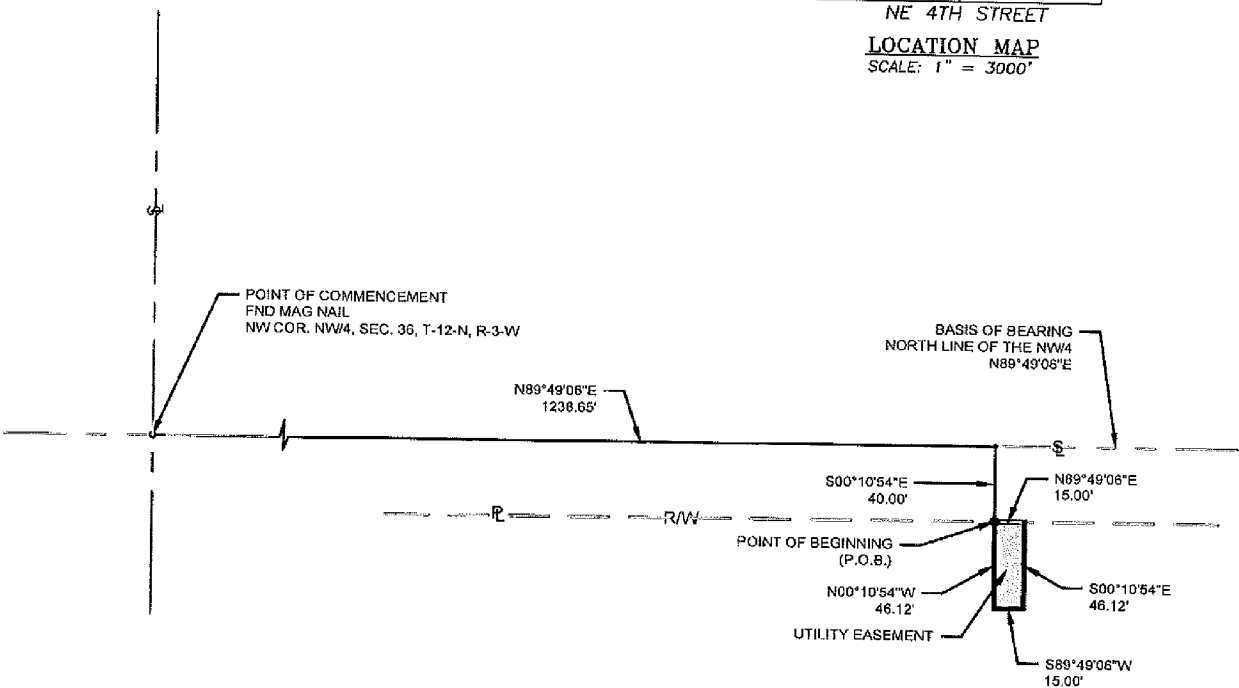 NE 4TH STREET
LOCATION MAP
SCALE: 1" = 3000'
POINT OF COMMENCEMENT
FND MAG NAIL
NW COR. NW/4, SEC. 36, T-12-N, R-3-W
BASIS OF BEARING
NORTH LINE OF THE NW/4
N89°49'06"E
N89°49'06"E
1238.65'
S00°10'54"E
40.00'
N89°49'06"E
15.00'
R/W
POINT OF BEGINNING
(P.O.B.)
N00°10'54"W
46.12'
S00°10'54"E
46.12'
UTILITY EASEMENT
S89°49'06"W
15.00'